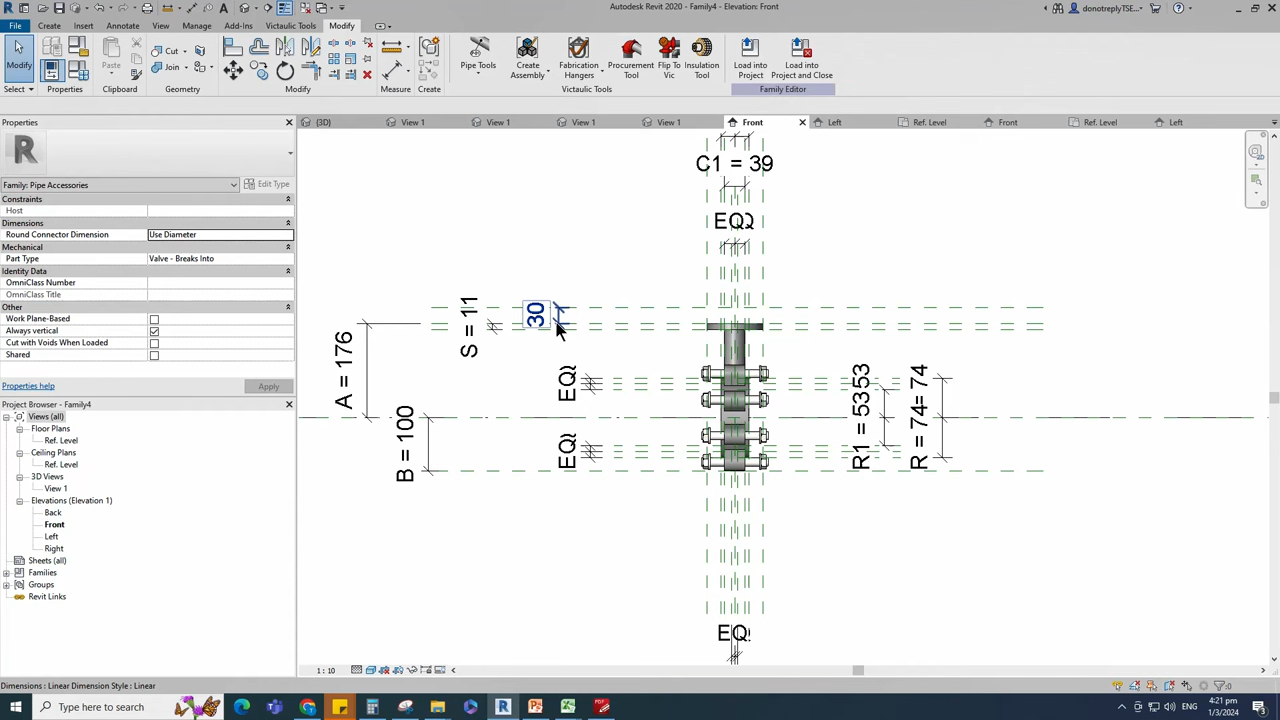 Autodesk Revit 2020 - Family4 - Elevation: Front
donotreplyTSE...
File Create Insert Annotate View Manage Add-Ins Victaulic Tools Modify
Modify
Paste
Cut
Join
Pipe Tools
Create Assembly
Fabrication Hangers
Procurement Tool
Flip To Vic
Insulation Tool
Load into Project
Load into Project and Close
Select Properties Clipboard Geometry Modify Measure Create Victaulic Tools Family Editor
Properties
{3D} View 1 View 1 View 1 View 1 Front Left Ref. Level Front Ref. Level Left
Family: Pipe Accessories
Edit Type
Constraints
Host
Dimensions
Round Connector Dimension Use Diameter
Mechanical
Part Type Valve - Breaks Into
Identity Data
OmniClass Number
OmniClass Title
Other
Work Plane-Based
Always vertical
Cut with Voids When Loaded
Shared
Properties help
Apply
Project Browser - Family4
Views (all)
Floor Plans
Ref. Level
Ceiling Plans
Ref. Level
3D Views
View 1
Elevations (Elevation 1)
Back
Front
Left
Right
Sheets (all)
Families
Groups
Revit Links
C1 = 39
EQ
S = 11
30
A = 176
B = 100
EQ
EQ
R1 = 53
R = 74
EQ
1 : 10
Dimensions : Linear Dimension Style : Linear
:0
Type here to search
4:21 pm
1/3/2024